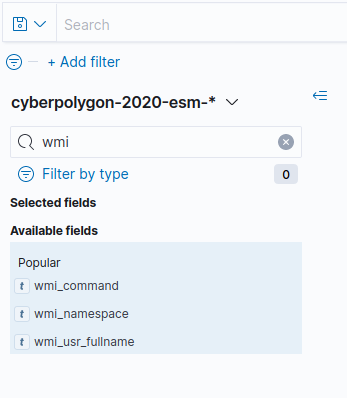 Search
+ Add filter
cyberpolygon-2020-esm-*
wmi
Filter by type 0
Selected fields
Available fields
Popular
t wmi_command
t wmi_namespace
t wmi_usr_fullname